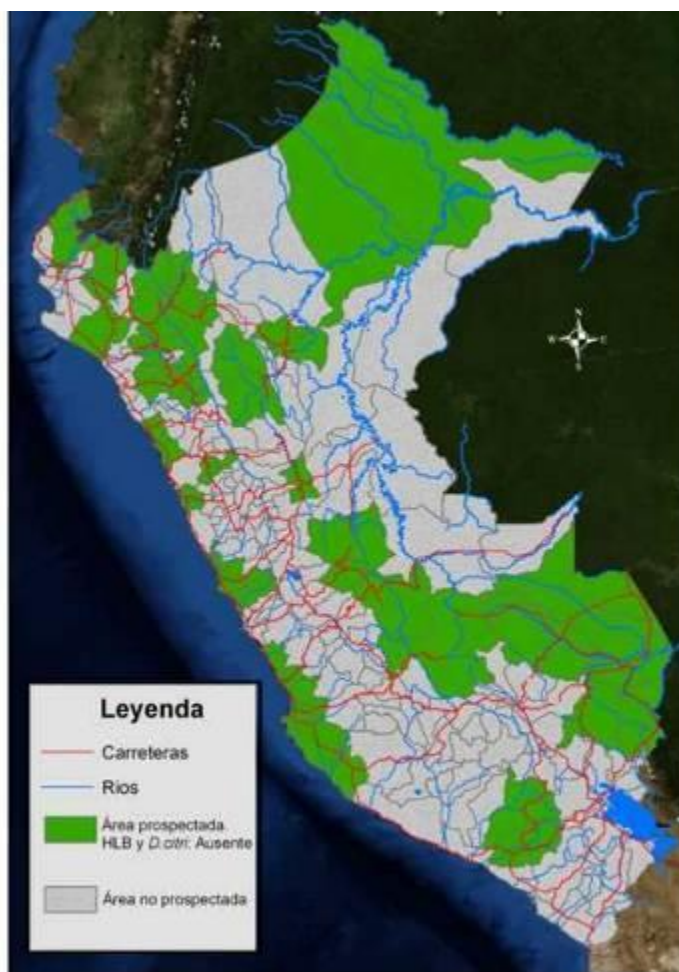 N
W E
S
Leyenda
Carreteras
Rios
Área prospectada.
HLB y D.citri: Ausente
Área no prospectada